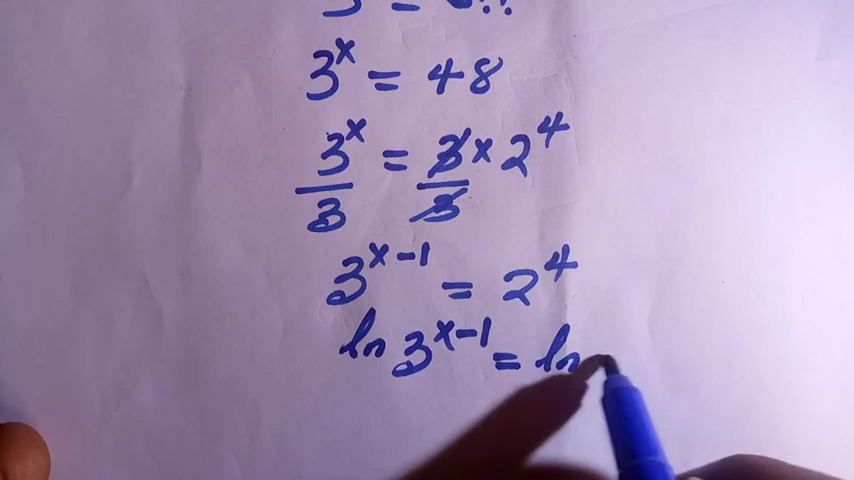 3^x = 48
3^x/3 = 3×2^4/3
3^(x-1) = 2^4
ln 3^(x-1) = ln